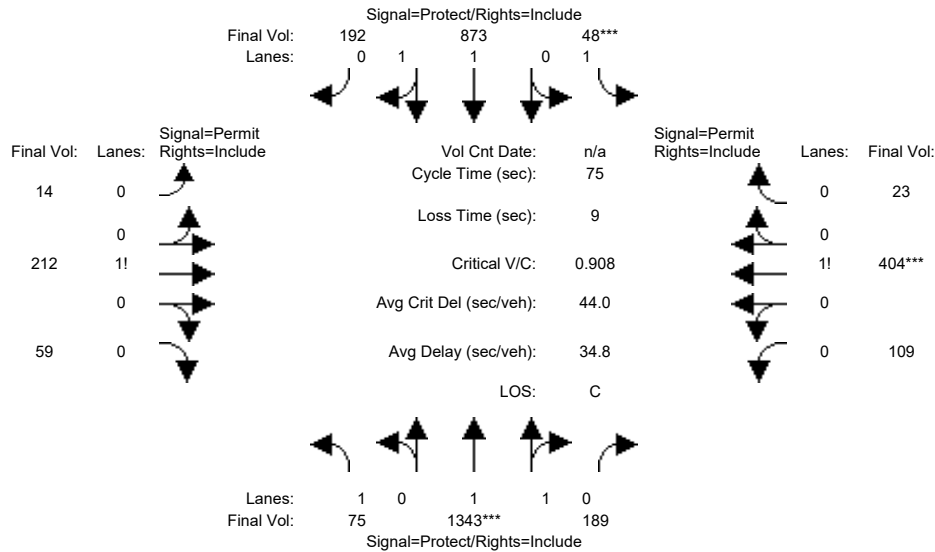 Signal=Protect/Rights=Include
Final Vol: 192 873 48***
Lanes: 0 1 1 0 1
Signal=Permit
Final Vol: Lanes: Rights=Include
Vol Cnt Date: n/a
Signal=Permit
Rights=Include Lanes: Final Vol:
Cycle Time (sec): 75
14 0
0 23
Loss Time (sec): 9
0
0
212 1!
Critical V/C: 0.908
1! 404***
0
Avg Crit Del (sec/veh): 44.0
0
59 0
Avg Delay (sec/veh): 34.8
0 109
LOS: C
Lanes: 1 0 1 1 0
Final Vol: 75 1343*** 189
Signal=Protect/Rights=Include